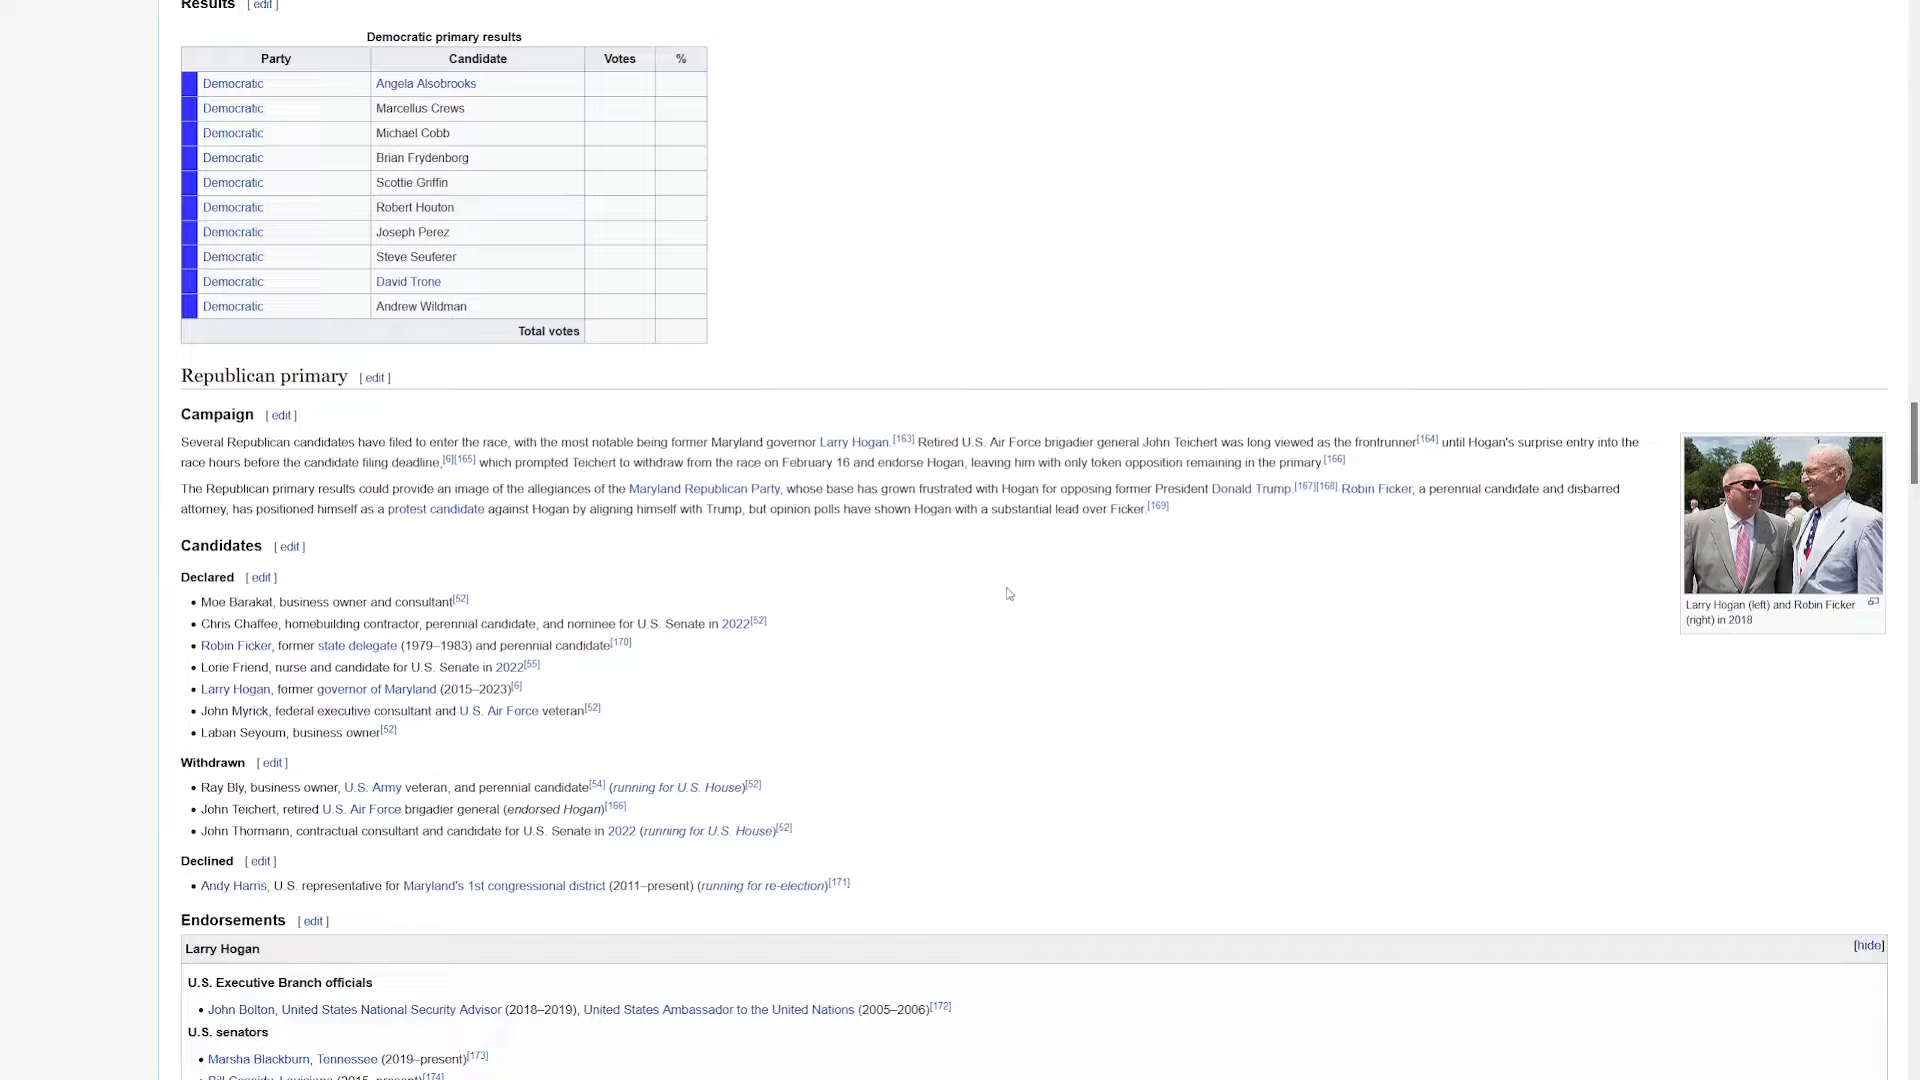 Results [ edit ]
Democratic primary results
Party Candidate Votes %
Democratic Angela Alsobrooks
Democratic Marcellus Crews
Democratic Michael Cobb
Democratic Brian Frydenborg
Democratic Scottie Griffin
Democratic Robert Houton
Democratic Joseph Perez
Democratic Steve Seuferer
Democratic David Trone
Democratic Andrew Wildman
Total votes
Republican primary [ edit ]
Campaign [ edit ]
Several Republican candidates have filed to enter the race, with the most notable being former Maryland governor Larry Hogan.[163] Retired U.S. Air Force brigadier general John Teichert was long viewed as the frontrunner[164] until Hogan's surprise entry into the
race hours before the candidate filing deadline,[6][165] which prompted Teichert to withdraw from the race on February 16 and endorse Hogan, leaving him with only token opposition remaining in the primary.[166]
The Republican primary results could provide an image of the allegiances of the Maryland Republican Party, whose base has grown frustrated with Hogan for opposing former President Donald Trump.[167][168] Robin Ficker, a perennial candidate and disbarred
attorney, has positioned himself as a protest candidate against Hogan by aligning himself with Trump, but opinion polls have shown Hogan with a substantial lead over Ficker.[169]
Larry Hogan (left) and Robin Ficker
(right) in 2018
Candidates [ edit ]
Declared [ edit ]
• Moe Barakat, business owner and consultant[52]
• Chris Chaffee, homebuilding contractor, perennial candidate, and nominee for U.S. Senate in 2022[52]
• Robin Ficker, former state delegate (1979–1983) and perennial candidate[170]
• Lorie Friend, nurse and candidate for U.S. Senate in 2022[55]
• Larry Hogan, former governor of Maryland (2015–2023)[6]
• John Myrick, federal executive consultant and U.S. Air Force veteran[52]
• Laban Seyoum, business owner[52]
Withdrawn [ edit ]
• Ray Bly, business owner, U.S. Army veteran, and perennial candidate[54] (running for U.S. House)[52]
• John Teichert, retired U.S. Air Force brigadier general (endorsed Hogan)[166]
• John Thormann, contractual consultant and candidate for U.S. Senate in 2022 (running for U.S. House)[52]
Declined [ edit ]
• Andy Harris, U.S. representative for Maryland's 1st congressional district (2011–present) (running for re-election)[171]
Endorsements [ edit ]
Larry Hogan [hide]
U.S. Executive Branch officials
• John Bolton, United States National Security Advisor (2018–2019), United States Ambassador to the United Nations (2005–2006)[172]
U.S. senators
• Marsha Blackburn, Tennessee (2019–present)[173]
• Bill Cassidy, Louisiana (2015–present)[174]